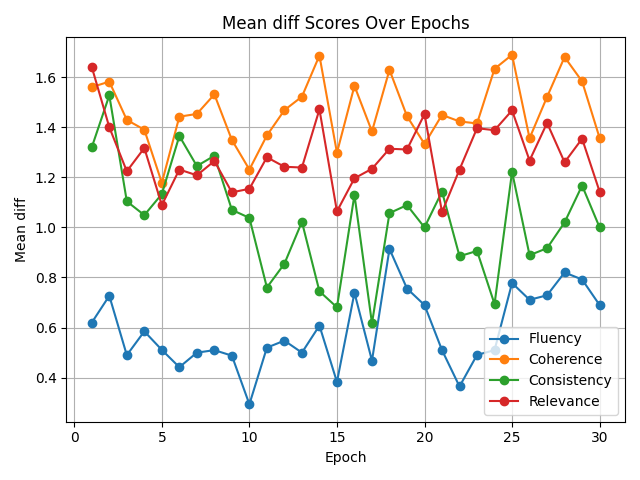 Mean diff Scores Over Epochs
Mean diff
1.6
1.4
1.2
1.0
0.8
0.6
0.4
0
5
10
15
20
25
30
Epoch
Fluency
Coherence
Consistency
Relevance